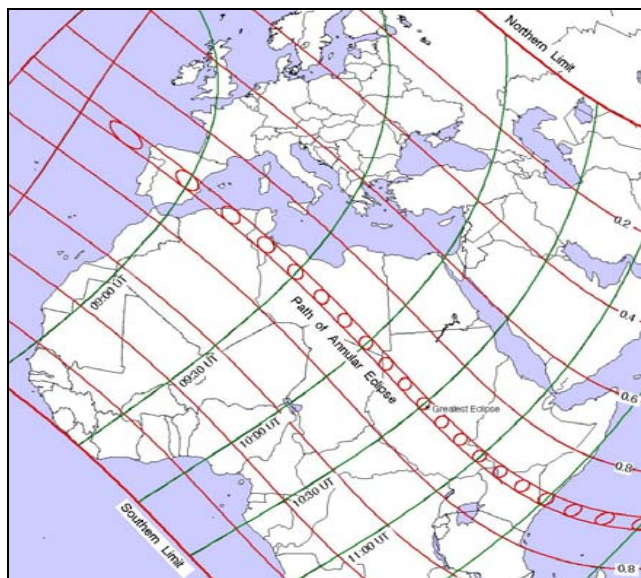 Northern Limit
0.2
09:00 UT
Path of Annular Eclipse
0.4
09:30 UT
0.6
Greatest Eclipse
10:00 UT
0.8
10:30 UT
Southern Limit
11:00 UT
0.8